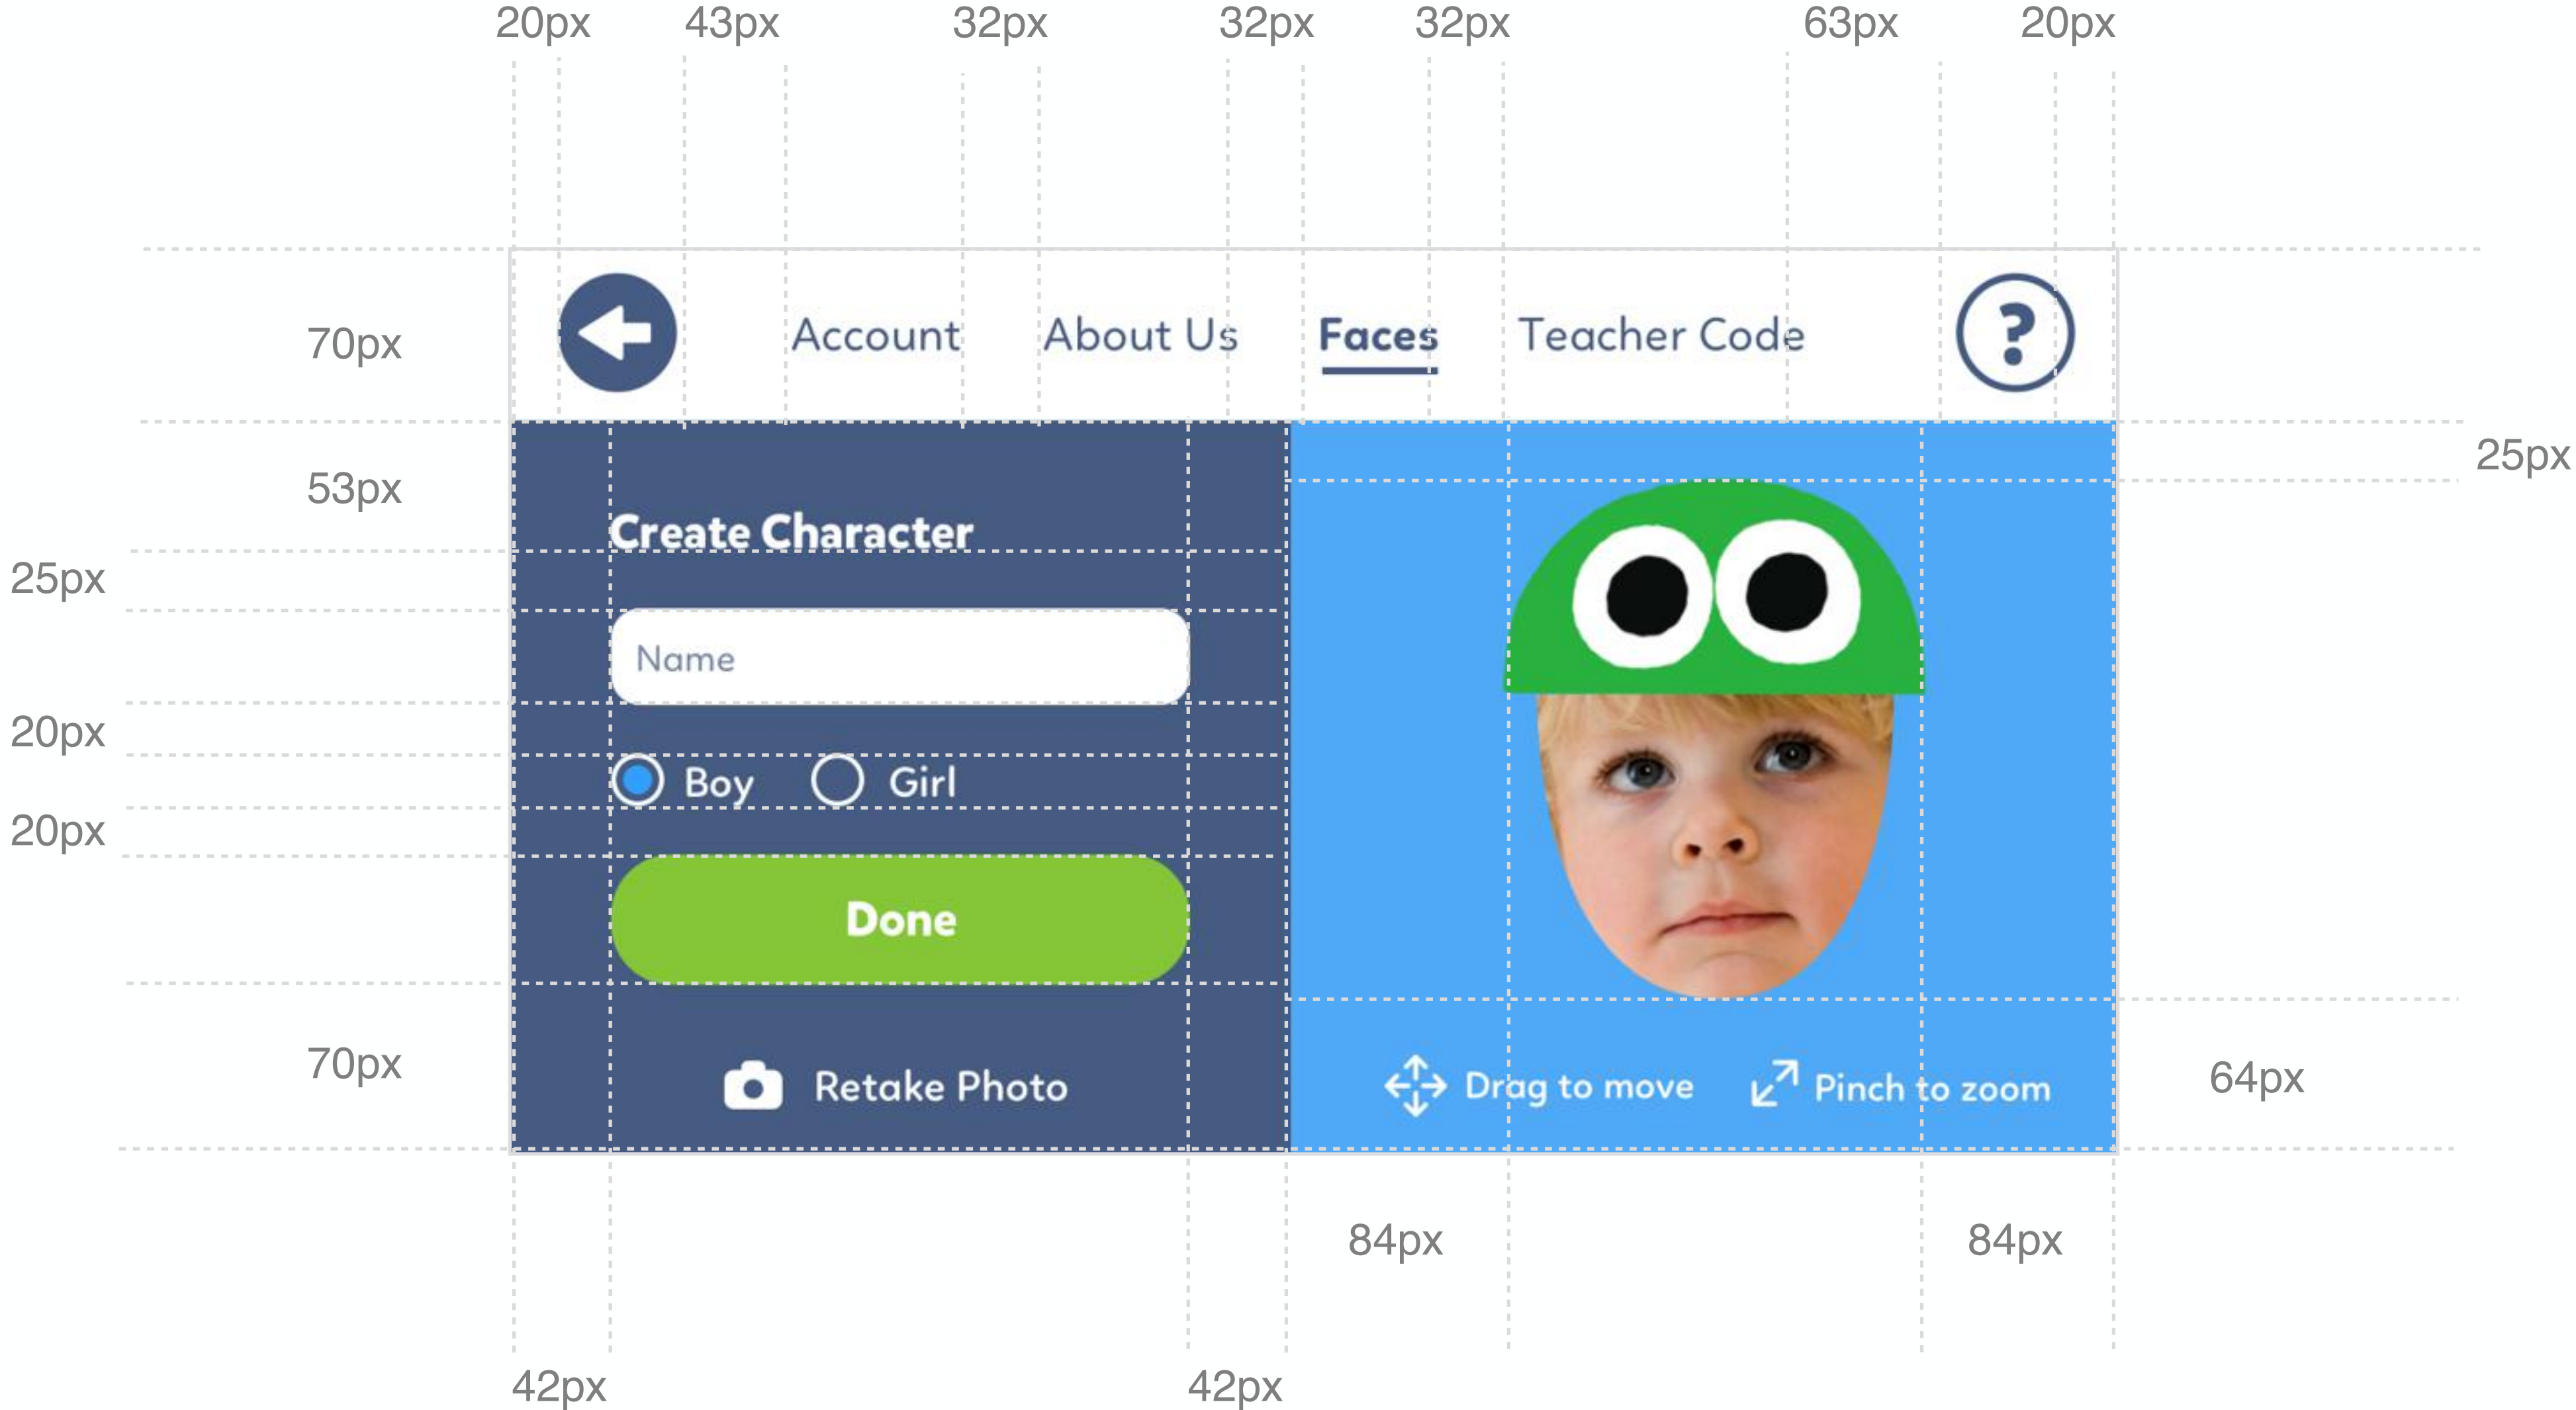 20px 43px 32px 32px 32px 63px 20px
70px
Account About Us Faces Teacher Code ?
53px
25px
Create Character
25px
Name
20px
Boy Girl
20px
Done
70px
Retake Photo
Drag to move Pinch to zoom
64px
84px 84px
42px 42px